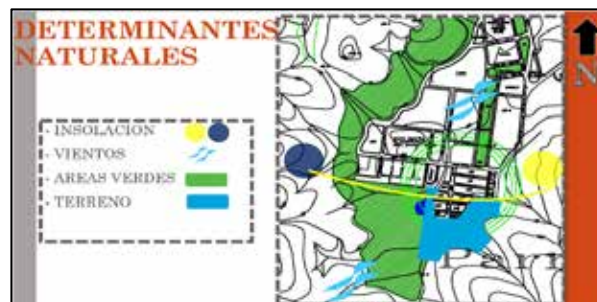 DETERMINANTES
NATURALES
- INSOLACION
- VIENTOS
- AREAS VERDES
- TERRENO
N